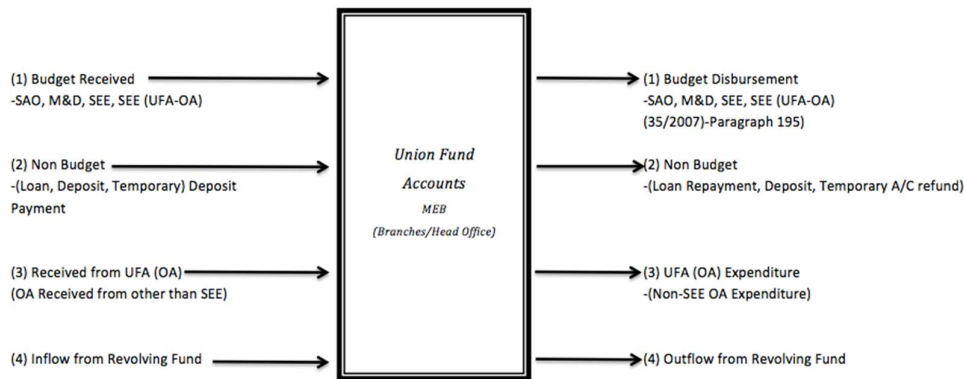 (1) Budget Received
-SAO, M&D, SEE, SEE (UFA-OA)
(2) Non Budget
-(Loan, Deposit, Temporary) Deposit
Payment
(3) Received from UFA (OA)
(OA Received from other than SEE)
(4) Inflow from Revolving Fund
Union Fund
Accounts
MEB
(Branches/Head Office)
(1) Budget Disbursement
-SAO, M&D, SEE, SEE (UFA-OA)
(35/2007)-Paragraph 195)
(2) Non Budget
-(Loan Repayment, Deposit, Temporary A/C refund)
(3) UFA (OA) Expenditure
-(Non-SEE OA Expenditure)
(4) Outflow from Revolving Fund